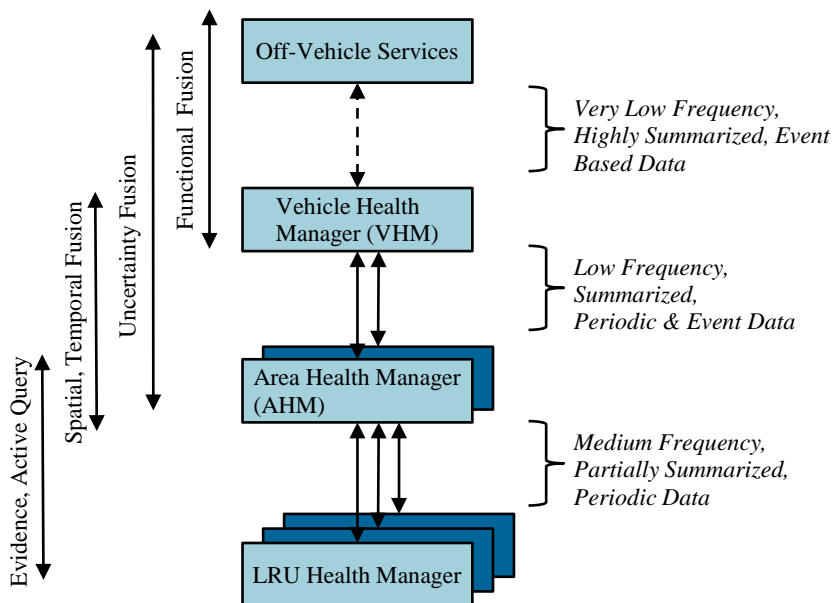 Off-Vehicle Services
Very Low Frequency,
Highly Summarized, Event
Based Data
Functional Fusion
Uncertainty Fusion
Vehicle Health
Manager (VHM)
Spatial, Temporal Fusion
Low Frequency,
Summarized,
Periodic & Event Data
Area Health Manager
(AHM)
Evidence, Active Query
Medium Frequency,
Partially Summarized,
Periodic Data
LRU Health Manager